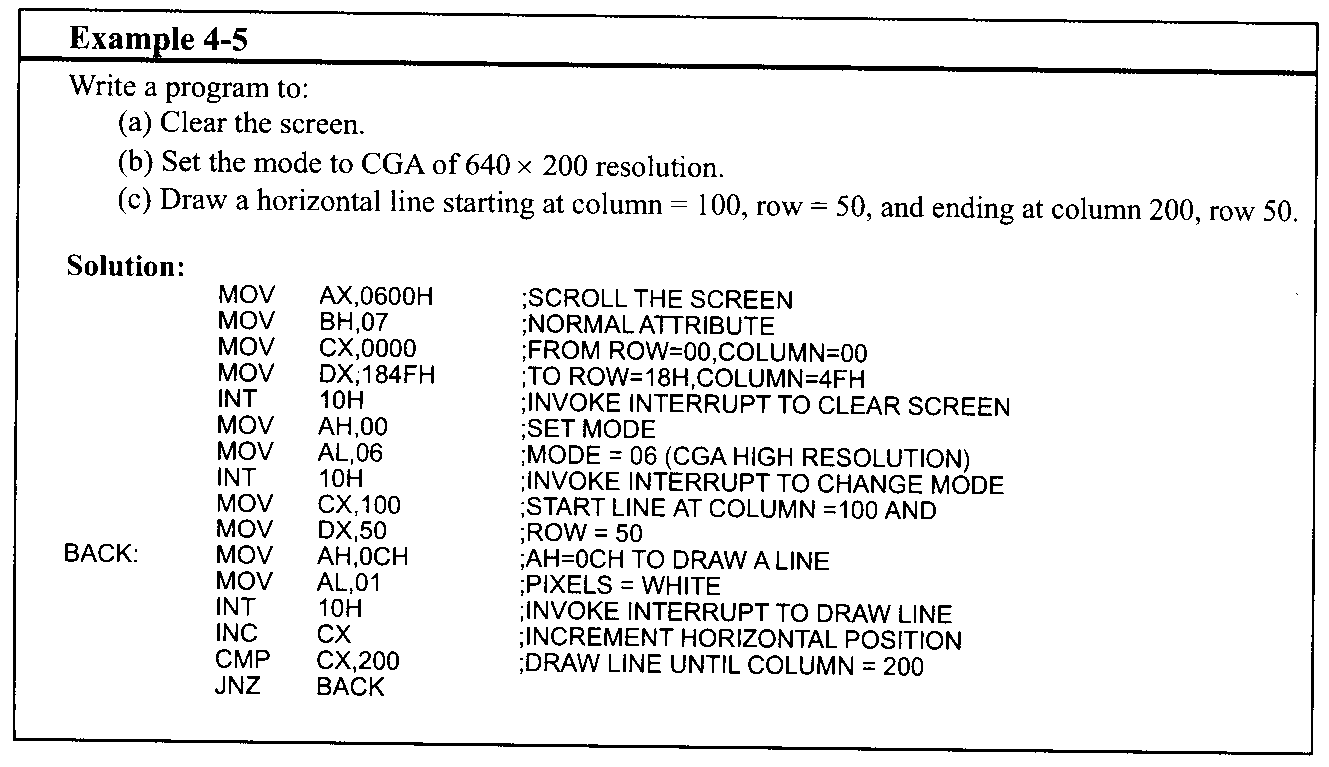 Example 4-5
Write a program to:
(a) Clear the screen.
(b) Set the mode to CGA of 640 × 200 resolution.
(c) Draw a horizontal line starting at column = 100, row = 50, and ending at column 200, row 50.
Solution:
MOV AX,0600H ;SCROLL THE SCREEN
MOV BH,07 ;NORMAL ATTRIBUTE
MOV CX,0000 ;FROM ROW=00,COLUMN=00
MOV DX;184FH ;TO ROW=18H,COLUMN=4FH
INT 10H ;INVOKE INTERRUPT TO CLEAR SCREEN
MOV AH,00 ;SET MODE
MOV AL,06 ;MODE = 06 (CGA HIGH RESOLUTION)
INT 10H ;INVOKE INTERRUPT TO CHANGE MODE
MOV CX,100 ;START LINE AT COLUMN =100 AND
MOV DX,50 ;ROW = 50
BACK: MOV AH,0CH ;AH=0CH TO DRAW A LINE
MOV AL,01 ;PIXELS = WHITE
INT 10H ;INVOKE INTERRUPT TO DRAW LINE
INC CX ;INCREMENT HORIZONTAL POSITION
CMP CX,200 ;DRAW LINE UNTIL COLUMN = 200
JNZ BACK